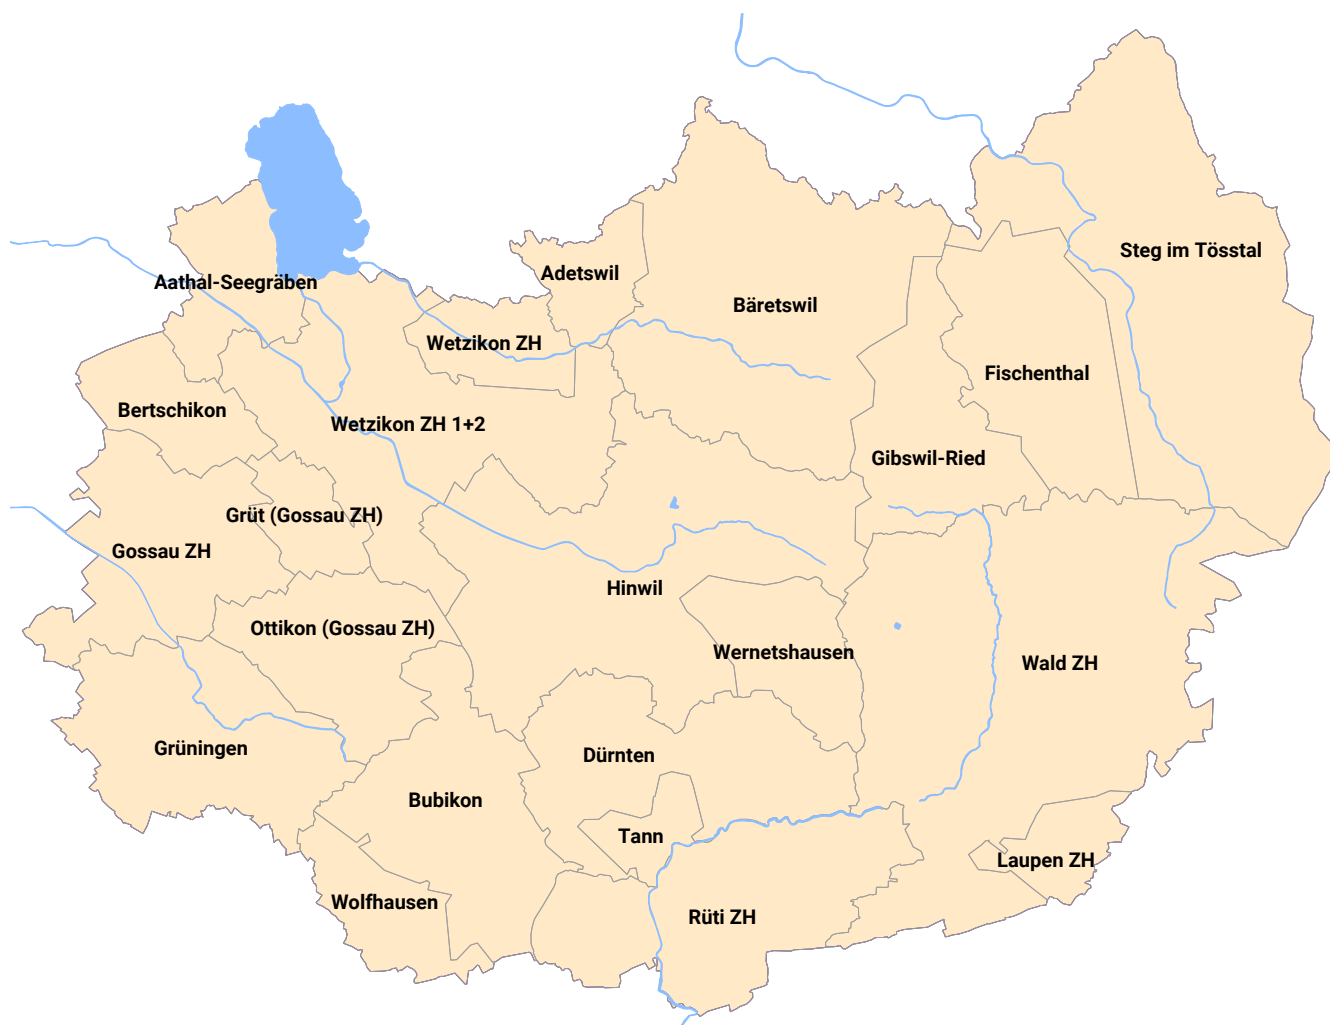 Steg im Tösstal
Aathal-Seegräben
Adetswil
Bäretswil
Wetzikon ZH
Fischenthal
Bertschikon
Wetzikon ZH 1+2
Gibswil-Ried
Grüt (Gossau ZH)
Gossau ZH
Hinwil
Ottikon (Gossau ZH)
Wernetshausen
Wald ZH
Grüningen
Dürnten
Bubikon
Tann
Laupen ZH
Wolfhausen
Rüti ZH